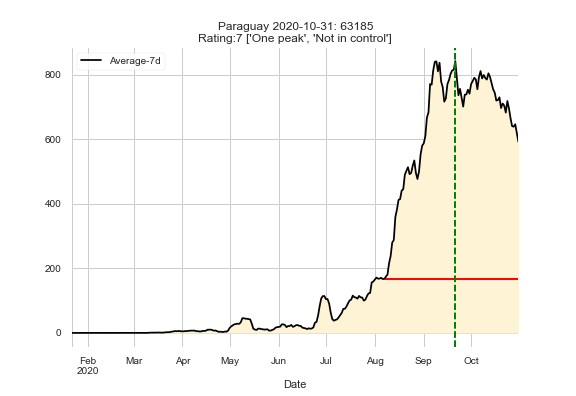 Paraguay 2020-10-31: 63185
Rating:7 ['One peak', 'Not in control']
Average-7d
800
600
400
200
0
Feb Mar Apr May Jun Jul Aug Sep Oct
2020
Date